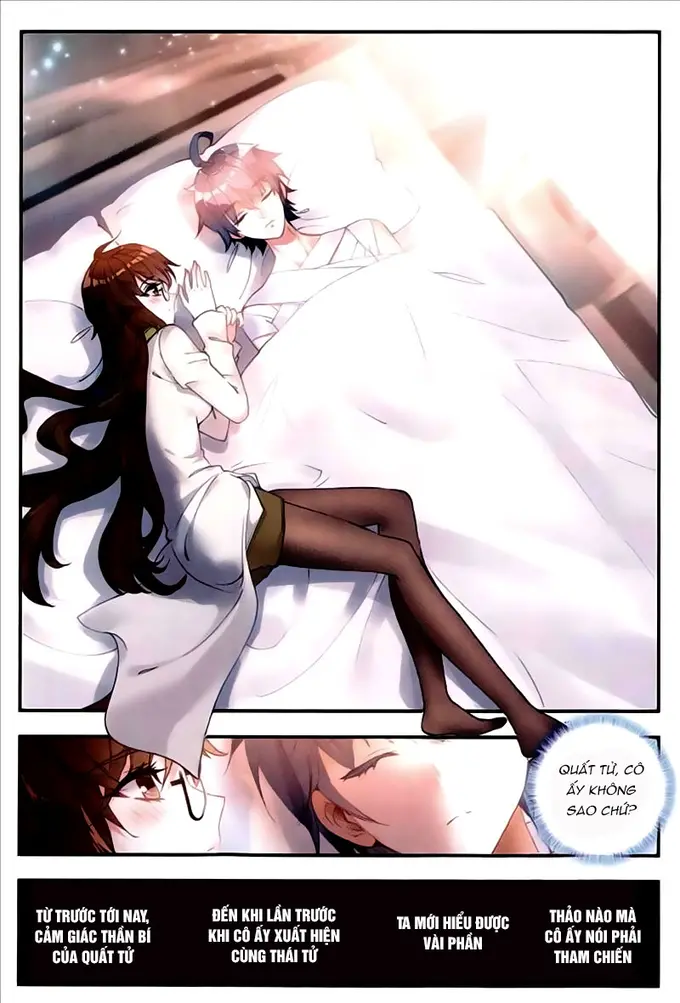 QUẤT TỬ, CÔ
ẤY KHÔNG
SAO CHỨ?
TỪ TRƯỚC TỚI NAY,
CẢM GIÁC THẦN BÍ
CỦA QUẤT TỬ
ĐẾN KHI LẦN TRƯỚC
KHI CÔ ẤY XUẤT HIỆN
CÙNG THÁI TỬ
TA MỚI HIỂU ĐƯỢC
VÀI PHẦN
THẢO NÀO MÀ
CÔ ẤY NÓI PHẢI
THAM CHIẾN